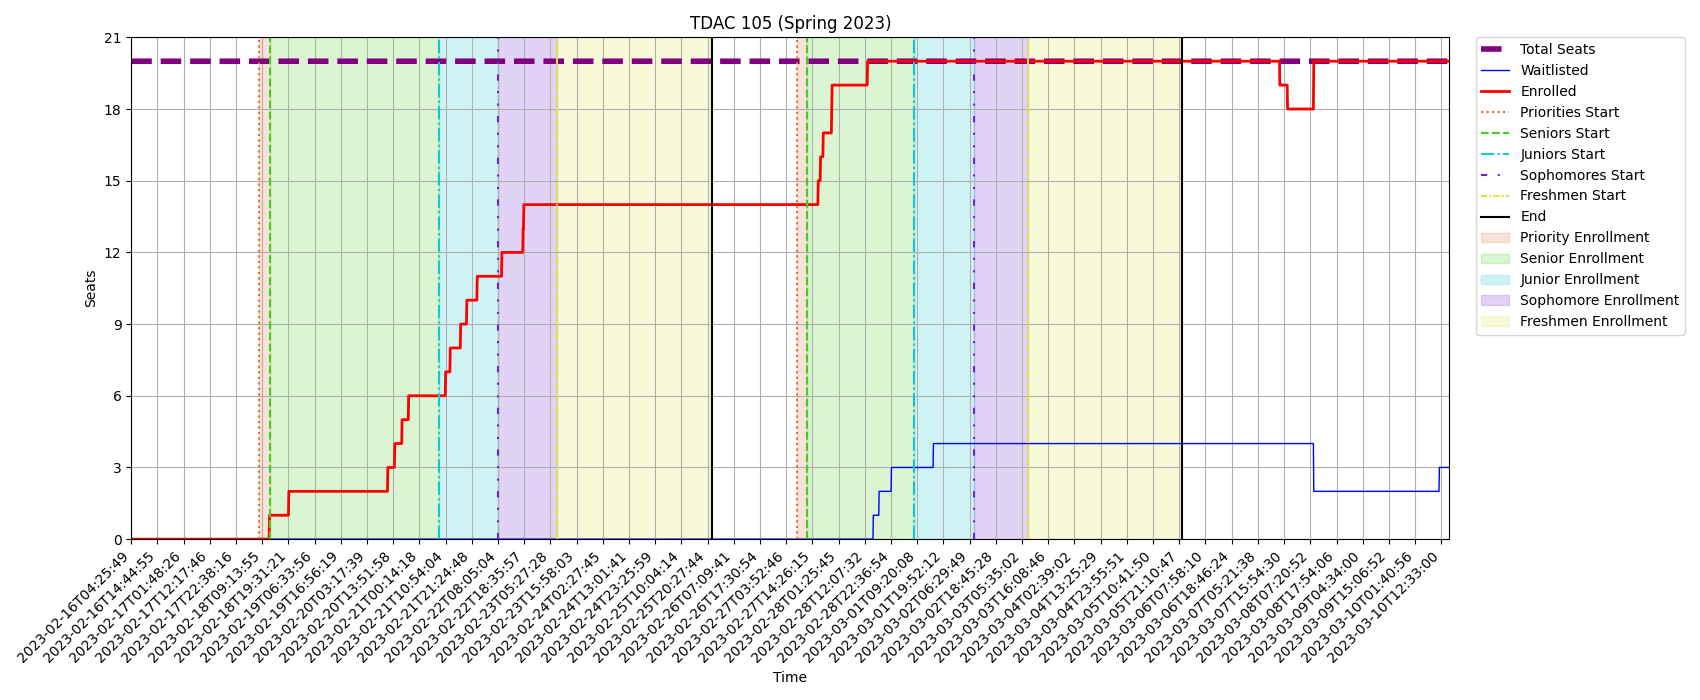 TDAC 105 (Spring 2023)
Seats
21
18
15
12
9
6
3
0
2023-02-16T04:25:49
2023-02-16T14:44:55
2023-02-17T01:48:26
2023-02-17T12:17:46
2023-02-17T22:38:16
2023-02-18T09:13:55
2023-02-18T19:31:21
2023-02-19T06:33:56
2023-02-19T16:56:19
2023-02-20T03:17:39
2023-02-20T13:51:58
2023-02-21T00:14:18
2023-02-21T10:54:04
2023-02-21T21:24:48
2023-02-22T08:05:04
2023-02-22T18:35:57
2023-02-23T05:27:28
2023-02-23T15:58:03
2023-02-24T02:27:45
2023-02-24T13:01:41
2023-02-24T23:25:59
2023-02-25T10:04:14
2023-02-25T20:27:44
2023-02-26T07:09:41
2023-02-26T17:30:54
2023-02-27T03:52:46
2023-02-27T14:26:15
2023-02-28T01:25:45
2023-02-28T12:07:32
2023-02-28T22:36:54
2023-03-01T09:20:08
2023-03-01T19:52:12
2023-03-02T06:29:49
2023-03-02T18:45:28
2023-03-03T05:35:02
2023-03-03T16:08:46
2023-03-04T02:39:02
2023-03-04T13:25:29
2023-03-04T23:55:51
2023-03-05T10:41:50
2023-03-05T21:10:47
2023-03-06T07:58:10
2023-03-06T18:46:24
2023-03-07T05:21:38
2023-03-07T15:54:30
2023-03-08T07:20:52
2023-03-08T17:54:06
2023-03-09T04:34:00
2023-03-09T15:06:52
2023-03-10T01:40:56
2023-03-10T12:33:00
Time
Total Seats
Waitlisted
Enrolled
Priorities Start
Seniors Start
Juniors Start
Sophomores Start
Freshmen Start
End
Priority Enrollment
Senior Enrollment
Junior Enrollment
Sophomore Enrollment
Freshmen Enrollment